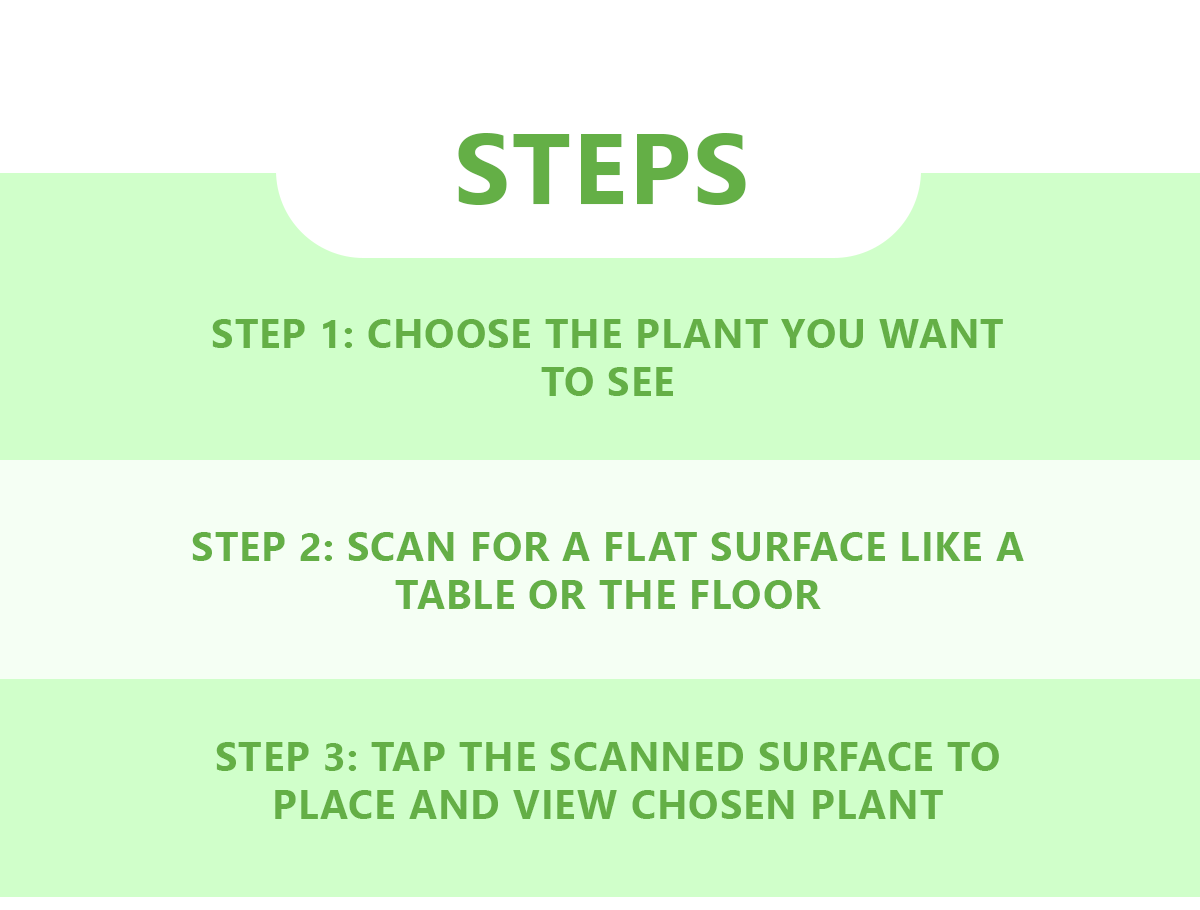 STEPS
STEP 1: CHOOSE THE PLANT YOU WANT
TO SEE
STEP 2: SCAN FOR A FLAT SURFACE LIKE A
TABLE OR THE FLOOR
STEP 3: TAP THE SCANNED SURFACE TO
PLACE AND VIEW CHOSEN PLANT